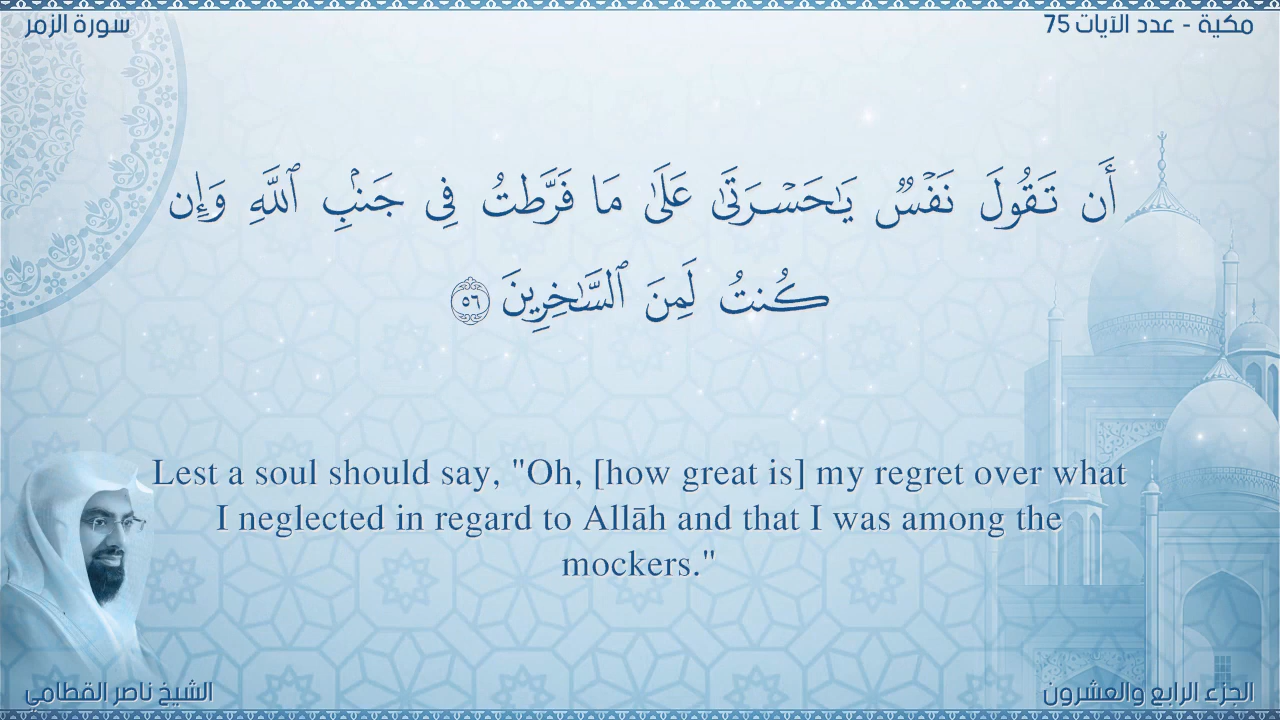 سورة الزمر
مكية - عدد الآيات 75
أَن تَقُولَ نَفْسٌ يَـٰحَسْرَتَىٰ عَلَىٰ مَا فَرَّطتُ فِى جَنۢبِ ٱللَّهِ وَإِن
كُنتُ لَمِنَ ٱلسَّـٰخِرِينَ ٥٦
Lest a soul should say, "Oh, [how great is] my regret over what
I neglected in regard to Allāh and that I was among the
mockers."
الشيخ ناصر القطامي
الجزء الرابع والعشرون